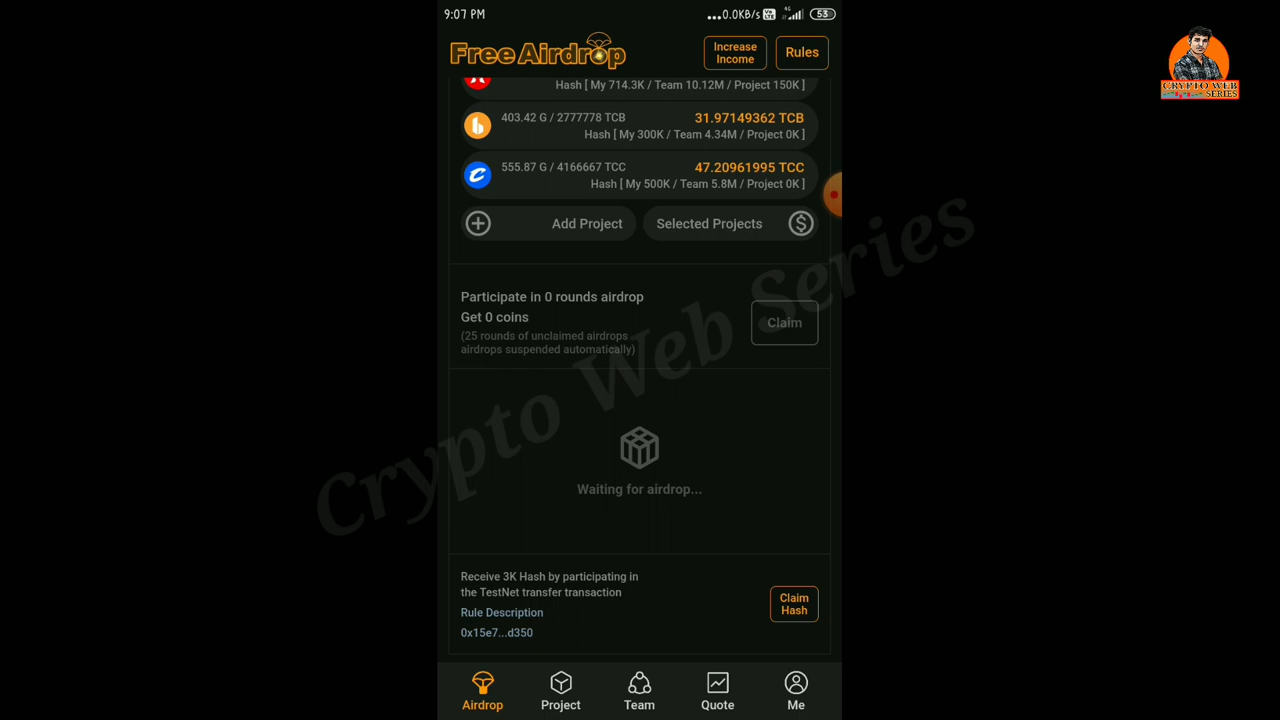 9:07 PM
...0.0KB/s Vo LTE 4G 53
Free Airdrop
Increase
Income
Rules
Hash [ My 714.3K / Team 10.12M / Project 150K ]
403.42 G / 2777778 TCB
31.97149362 TCB
Hash [ My 300K / Team 4.34M / Project 0K ]
555.87 G / 4166667 TCC
47.20961995 TCC
Hash [ My 500K / Team 5.8M / Project 0K ]
Add Project
Selected Projects
Participate in 0 rounds airdrop
Get 0 coins
(25 rounds of unclaimed airdrops
airdrops suspended automatically)
Claim
Waiting for airdrop...
Receive 3K Hash by participating in
the TestNet transfer transaction
Rule Description
0x15e7...d350
Claim
Hash
Airdrop
Project
Team
Quote
Me
CRYPTO WEB
SERIES
Crypto Web Series